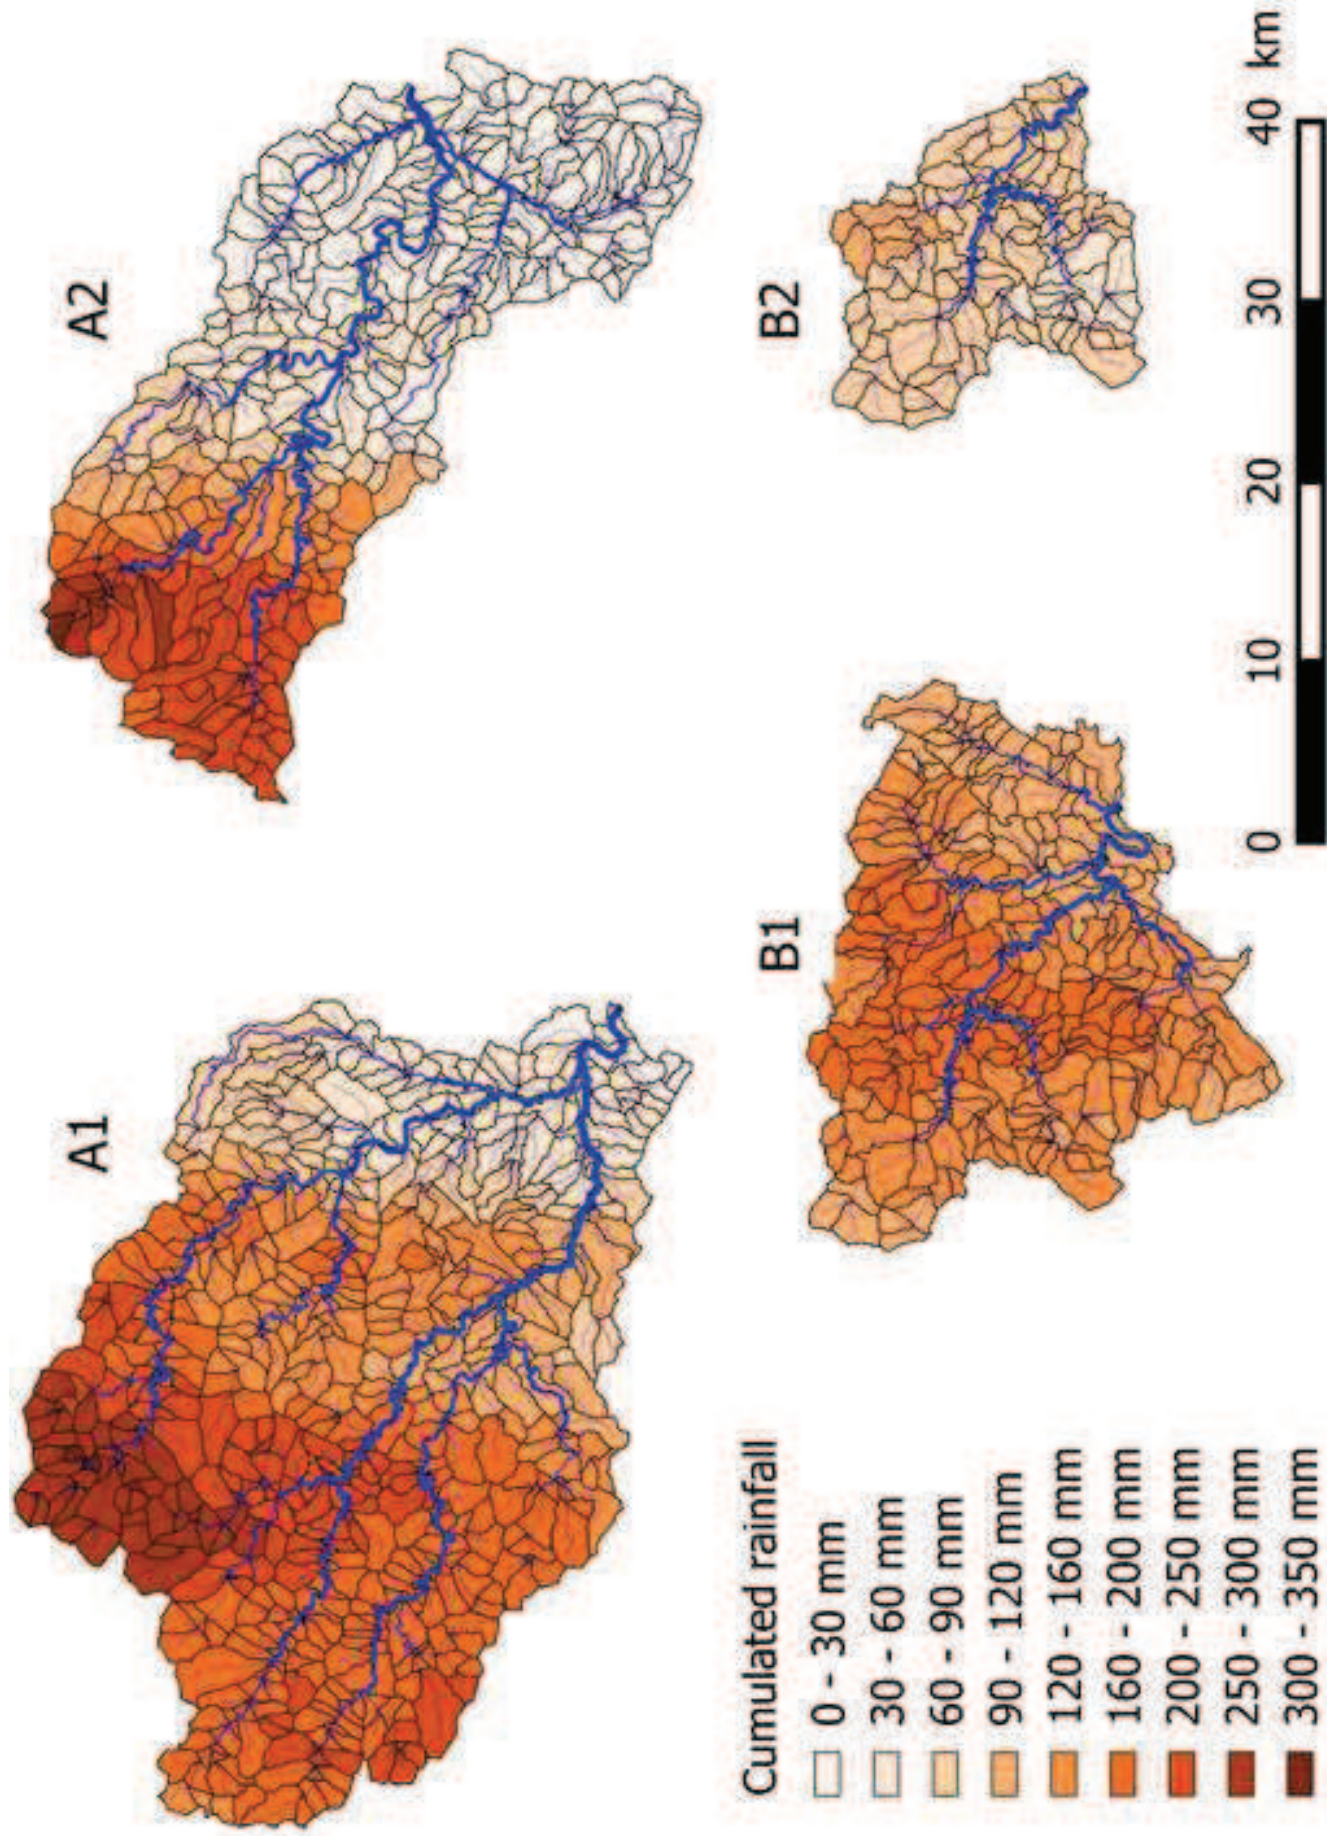 A1
A2
B1
B2
Cumulated rainfall
0 - 30 mm
30 - 60 mm
60 - 90 mm
90 - 120 mm
120 - 160 mm
160 - 200 mm
200 - 250 mm
250 - 300 mm
300 - 350 mm
0 10 20 30 40 km